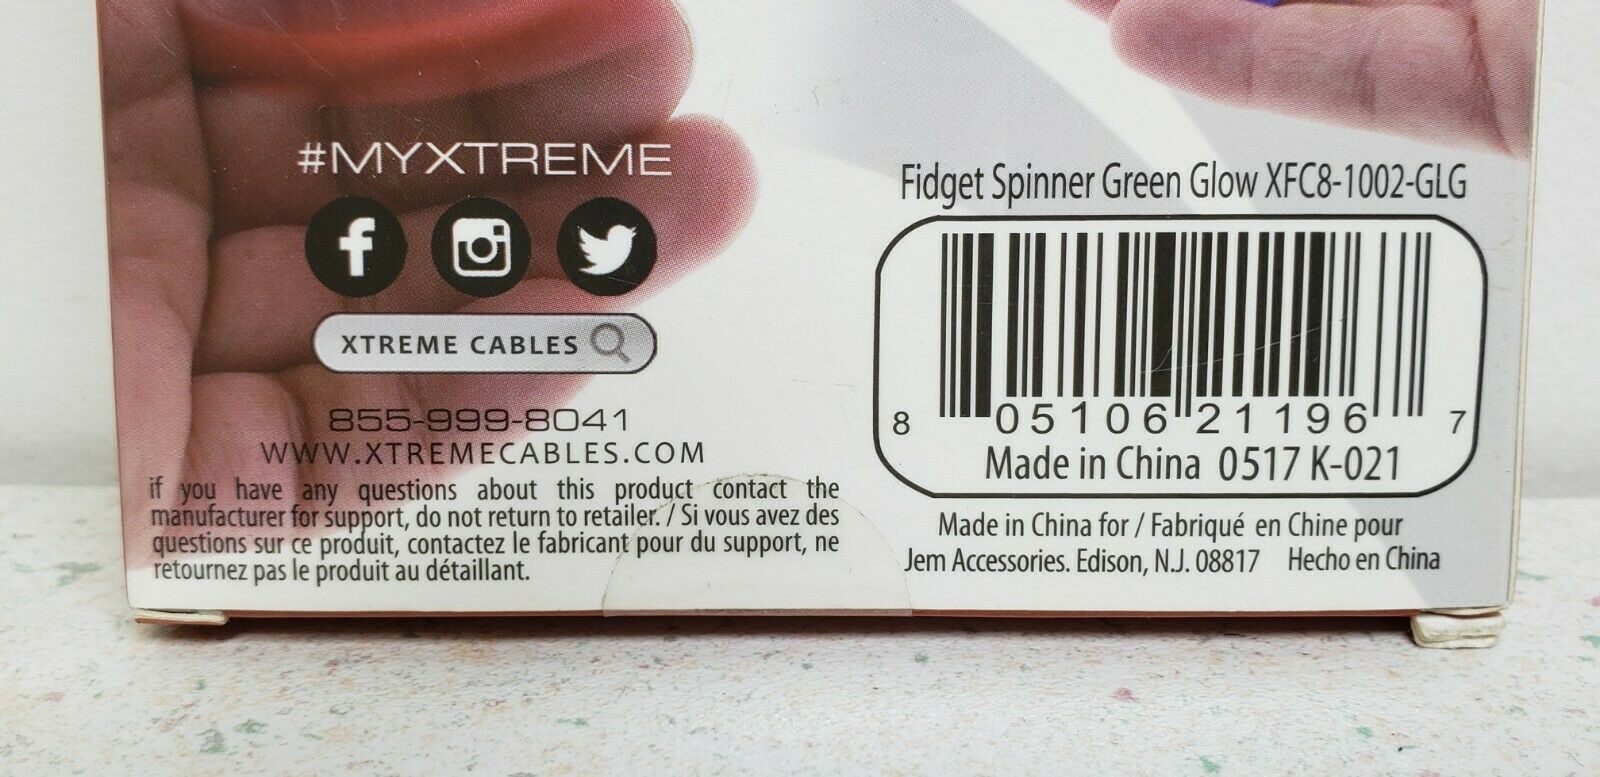 #MYXTREME
XTREME CABLES
855-999-8041
WWW.XTREMECABLES.COM
if you have any questions about this product contact the
manufacturer for support, do not return to retailer. / Si vous avez des
questions sur ce produit, contactez le fabricant pour du support, ne
retournez pas le produit au détaillant.
Fidget Spinner Green Glow XFC8-1002-GLG
8 05106 21196 7
Made in China 0517 K-021
Made in China for / Fabriqué en Chine pour
Jem Accessories. Edison, N.J. 08817 Hecho en China